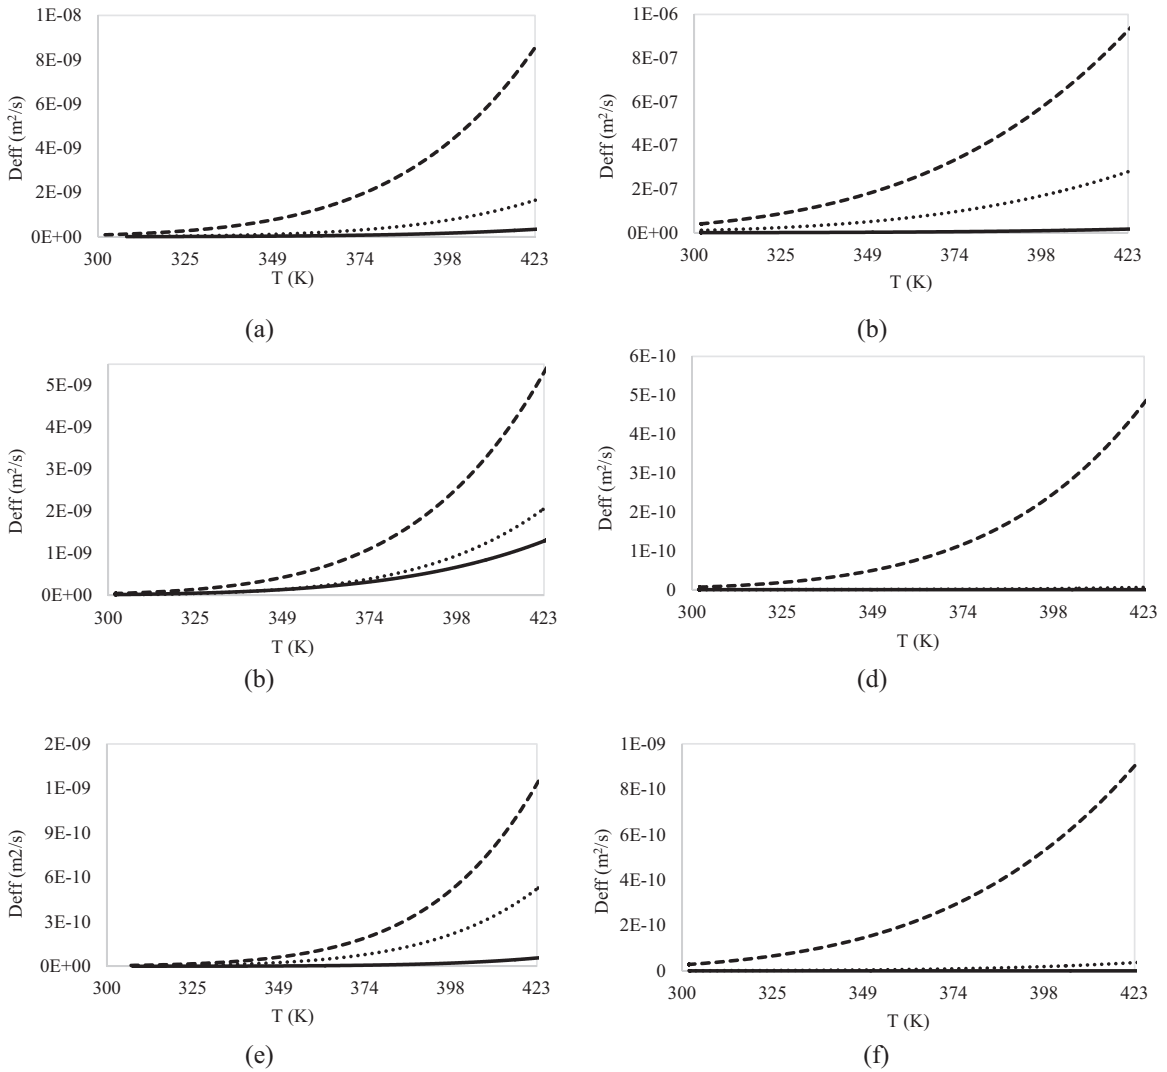 1E-08
8E-09
6E-09
4E-09
2E-09
0E+00
Deff (m²/s)
300 325 349 374 398 423
T (K)
(a)
1E-06
8E-07
6E-07
4E-07
2E-07
0E+00
Deff (m²/s)
300 325 349 374 398 423
T (K)
(b)
5E-09
4E-09
3E-09
2E-09
1E-09
0E+00
Deff (m²/s)
300 325 349 374 398 423
T (K)
(b)
6E-10
5E-10
4E-10
3E-10
2E-10
1E-10
0
Deff (m²/s)
300 325 349 374 398 423
T (K)
(d)
2E-09
1E-09
9E-10
6E-10
3E-10
0E+00
Deff (m2/s)
300 325 349 374 398 423
T (K)
(e)
1E-09
8E-10
6E-10
4E-10
2E-10
0
Deff (m²/s)
300 325 349 374 398 423
T (K)
(f)